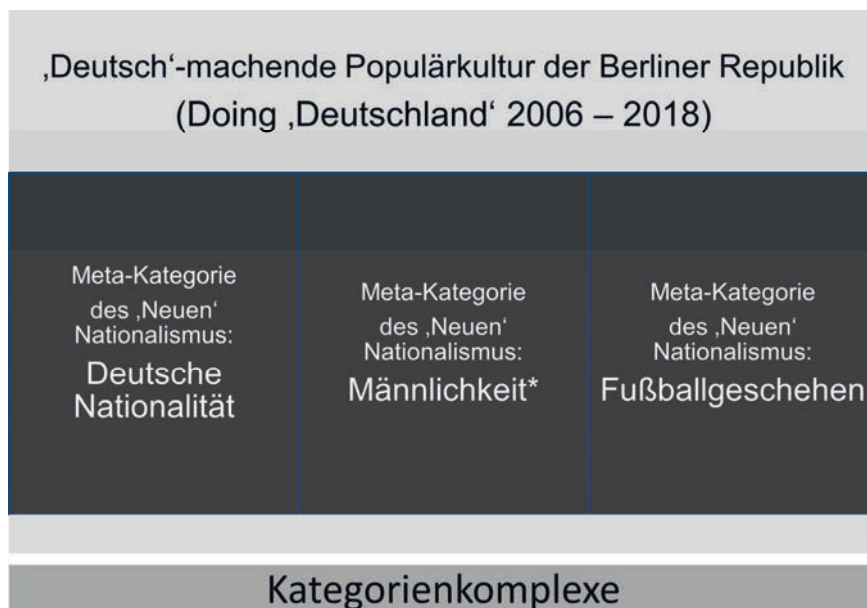 ‚Deutsch‘-machende Populärkultur der Berliner Republik
(Doing ‚Deutschland‘ 2006 – 2018)
Meta-Kategorie
des ‚Neuen‘
Nationalismus:
Deutsche
Nationalität
Meta-Kategorie
des ‚Neuen‘
Nationalismus:
Männlichkeit*
Meta-Kategorie
des ‚Neuen‘
Nationalismus:
Fußballgeschehen
Kategorienkomplexe